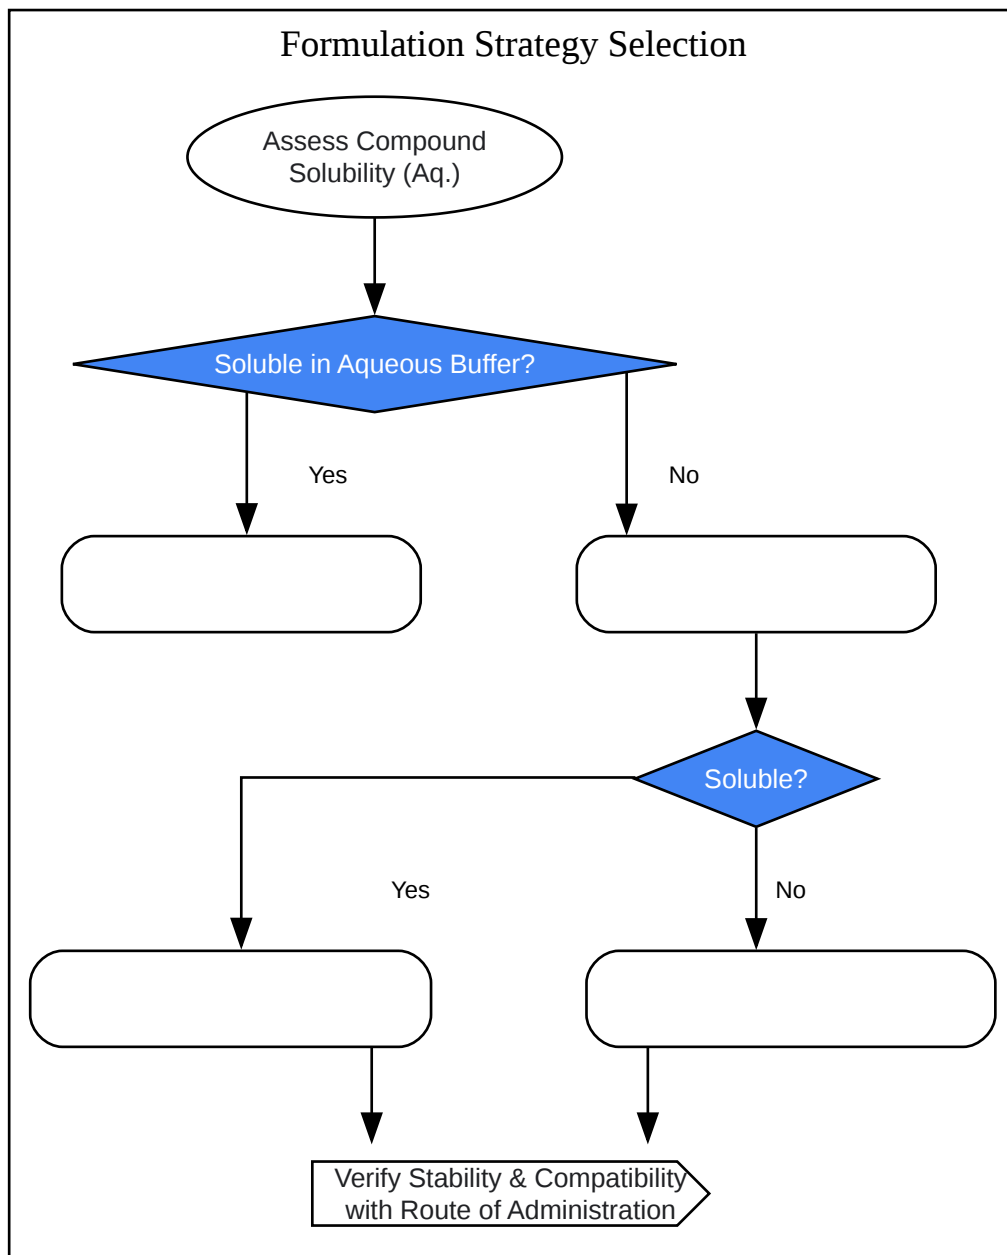 Formulation Strategy Selection
Assess Compound
Solubility (Aq.)
Soluble in Aqueous Buffer?
Yes
No
Soluble?
Yes
No
Verify Stability & Compatibility
with Route of Administration